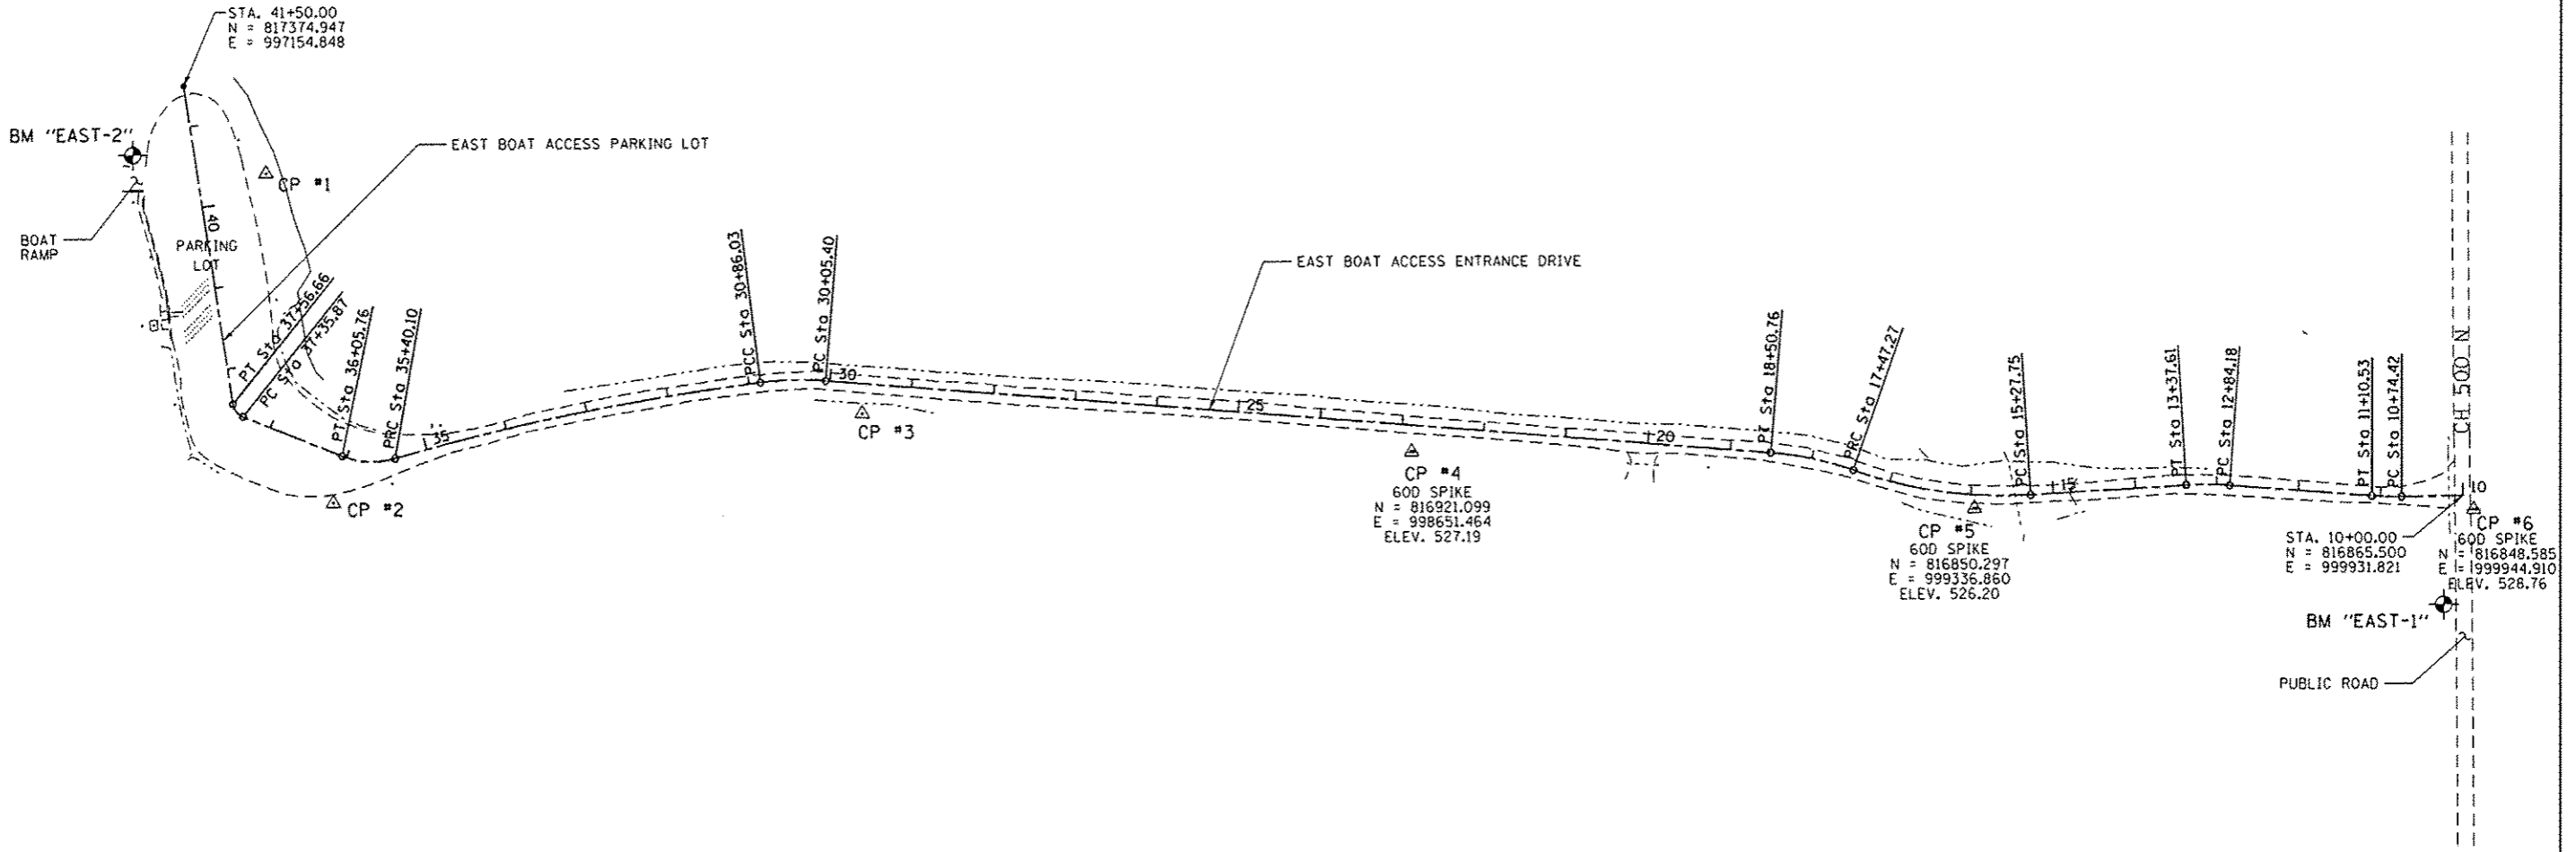 STA. 41+50.00
N = 817374.947
E = 997154.848
BM "EAST-2"
EAST BOAT ACCESS PARKING LOT
CP #1
BOAT
RAMP
40
PARKING
LOT
PT Sta 37+56.66
PC Sta 37+35.87
PT Sta 36+05.76
PRC Sta 35+40.10
35
CP #2
PCC Sta 30+86.03
PC Sta 30+05.40
30
CP #3
EAST BOAT ACCESS ENTRANCE DRIVE
25
CP #4
60D SPIKE
N = 816921.099
E = 998651.464
ELEV. 527.19
20
PT Sta 18+50.76
PRC Sta 17+47.27
PC Sta 15+27.75
15
CP #5
60D SPIKE
N = 816850.297
E = 999336.860
ELEV. 526.20
PT Sta 13+37.61
PC Sta 12+84.18
PT Sta 11+10.53
PC Sta 10+74.42
CH 500 N
10
STA. 10+00.00
N = 816865.500
E = 999931.821
CP #6
60D SPIKE
N = 816848.585
E = 999944.910
ELEV. 528.76
BM "EAST-1"
PUBLIC ROAD